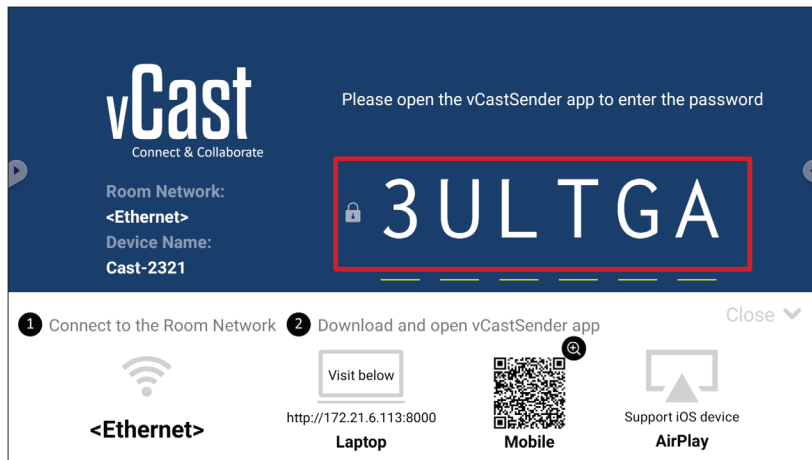 vCast
Connect & Collaborate
Please open the vCastSender app to enter the password
Room Network:
<Ethernet>
Device Name:
Cast-2321
3ULTGA
1 Connect to the Room Network
2 Download and open vCastSender app
Close
<Ethernet>
Visit below
http://172.21.6.113:8000
Laptop
Mobile
Support iOS device
AirPlay